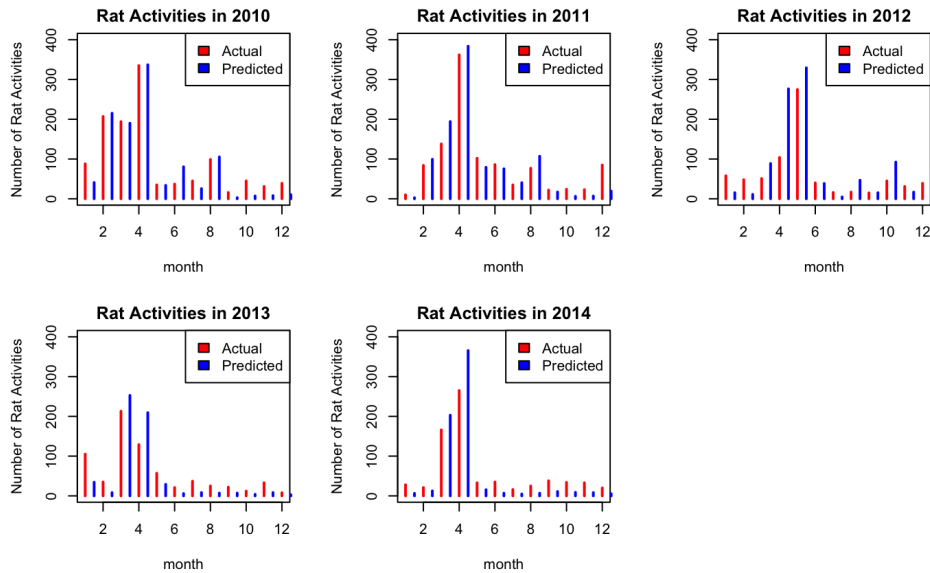 Rat Activities in 2010
Number of Rat Activities
400
300
200
100
0
Actual
Predicted
2 4 6 8 10 12
month
Rat Activities in 2011
Number of Rat Activities
400
300
200
100
0
Actual
Predicted
2 4 6 8 10 12
month
Rat Activities in 2012
Number of Rat Activities
400
300
200
100
0
Actual
Predicted
2 4 6 8 10 12
month
Rat Activities in 2013
Number of Rat Activities
400
300
200
100
0
Actual
Predicted
2 4 6 8 10 12
month
Rat Activities in 2014
Number of Rat Activities
400
300
200
100
0
Actual
Predicted
2 4 6 8 10 12
month